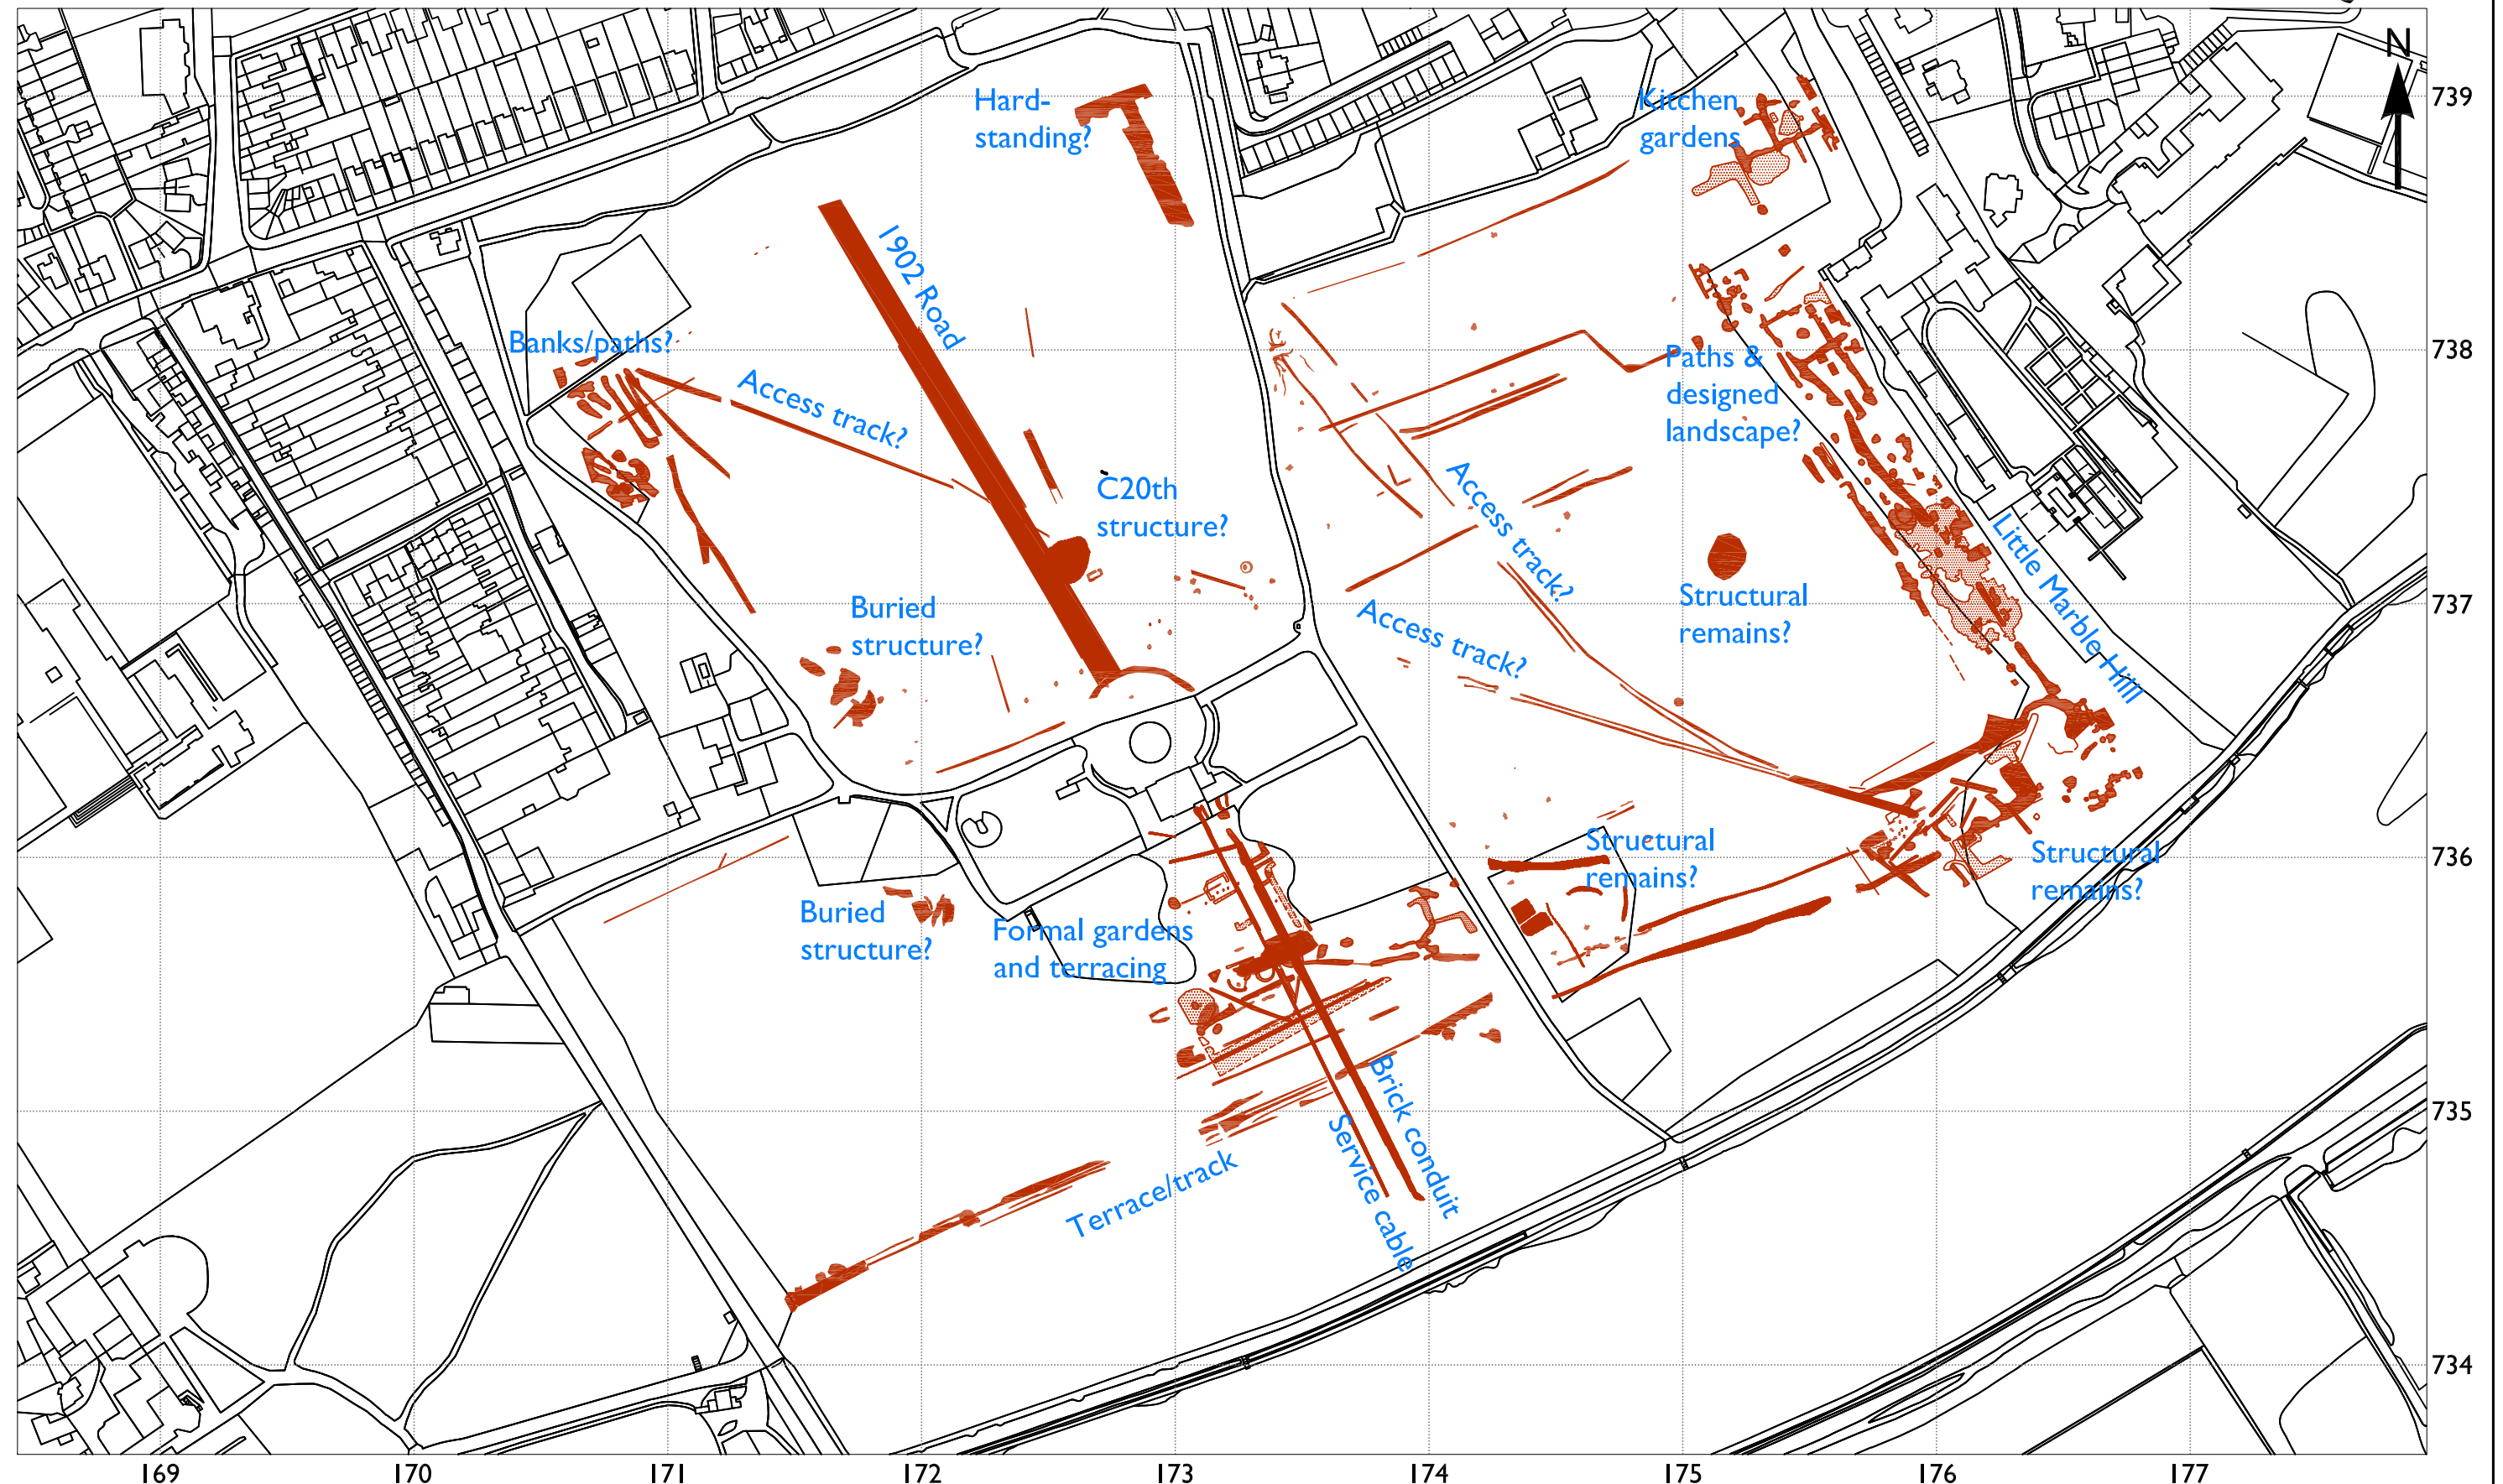 N
Hard-
standing?
Kitchen
gardens
739
1902 Road
Banks/paths?
738
Access track?
Paths &
designed
landscape?
C20th
structure?
Access track?
Little Marble Hill
Structural
remains?
737
Buried
structure?
Access track?
Structural
remains?
Structural
remains?
736
Buried
structure?
Formal gardens
and terracing
Brick conduit
Service cable
735
Terrace/track
734
169 170 171 172 173 174 175 176 177